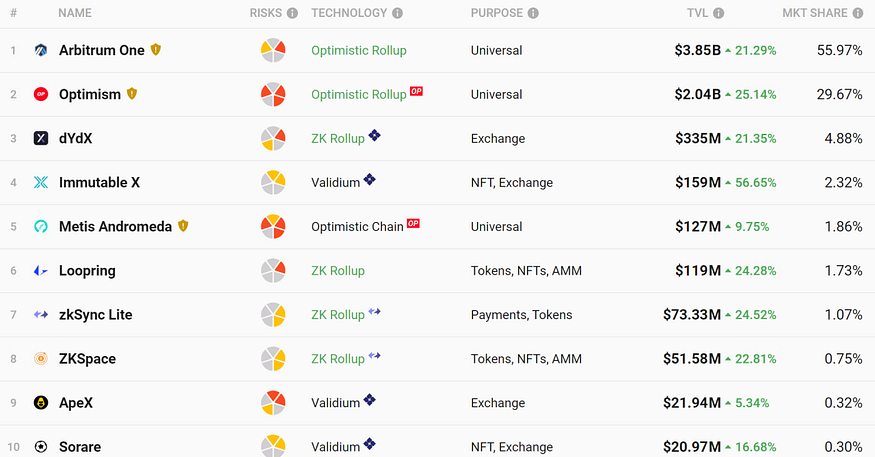 # NAME RISKS TECHNOLOGY PURPOSE TVL MKT SHARE
1 Arbitrum One Optimistic Rollup Universal $3.85B 21.29% 55.97%
2 OP Optimism Optimistic Rollup OP Universal $2.04B 25.14% 29.67%
3 dYdX ZK Rollup Exchange $335M 21.35% 4.88%
4 Immutable X Validium NFT, Exchange $159M 56.65% 2.32%
5 Metis Andromeda Optimistic Chain OP Universal $127M 9.75% 1.86%
6 Loopring ZK Rollup Tokens, NFTs, AMM $119M 24.28% 1.73%
7 zkSync Lite ZK Rollup Payments, Tokens $73.33M 24.52% 1.07%
8 ZKSpace ZK Rollup Tokens, NFTs, AMM $51.58M 22.81% 0.75%
9 ApeX Validium Exchange $21.94M 5.34% 0.32%
10 Sorare Validium NFT, Exchange $20.97M 16.68% 0.30%